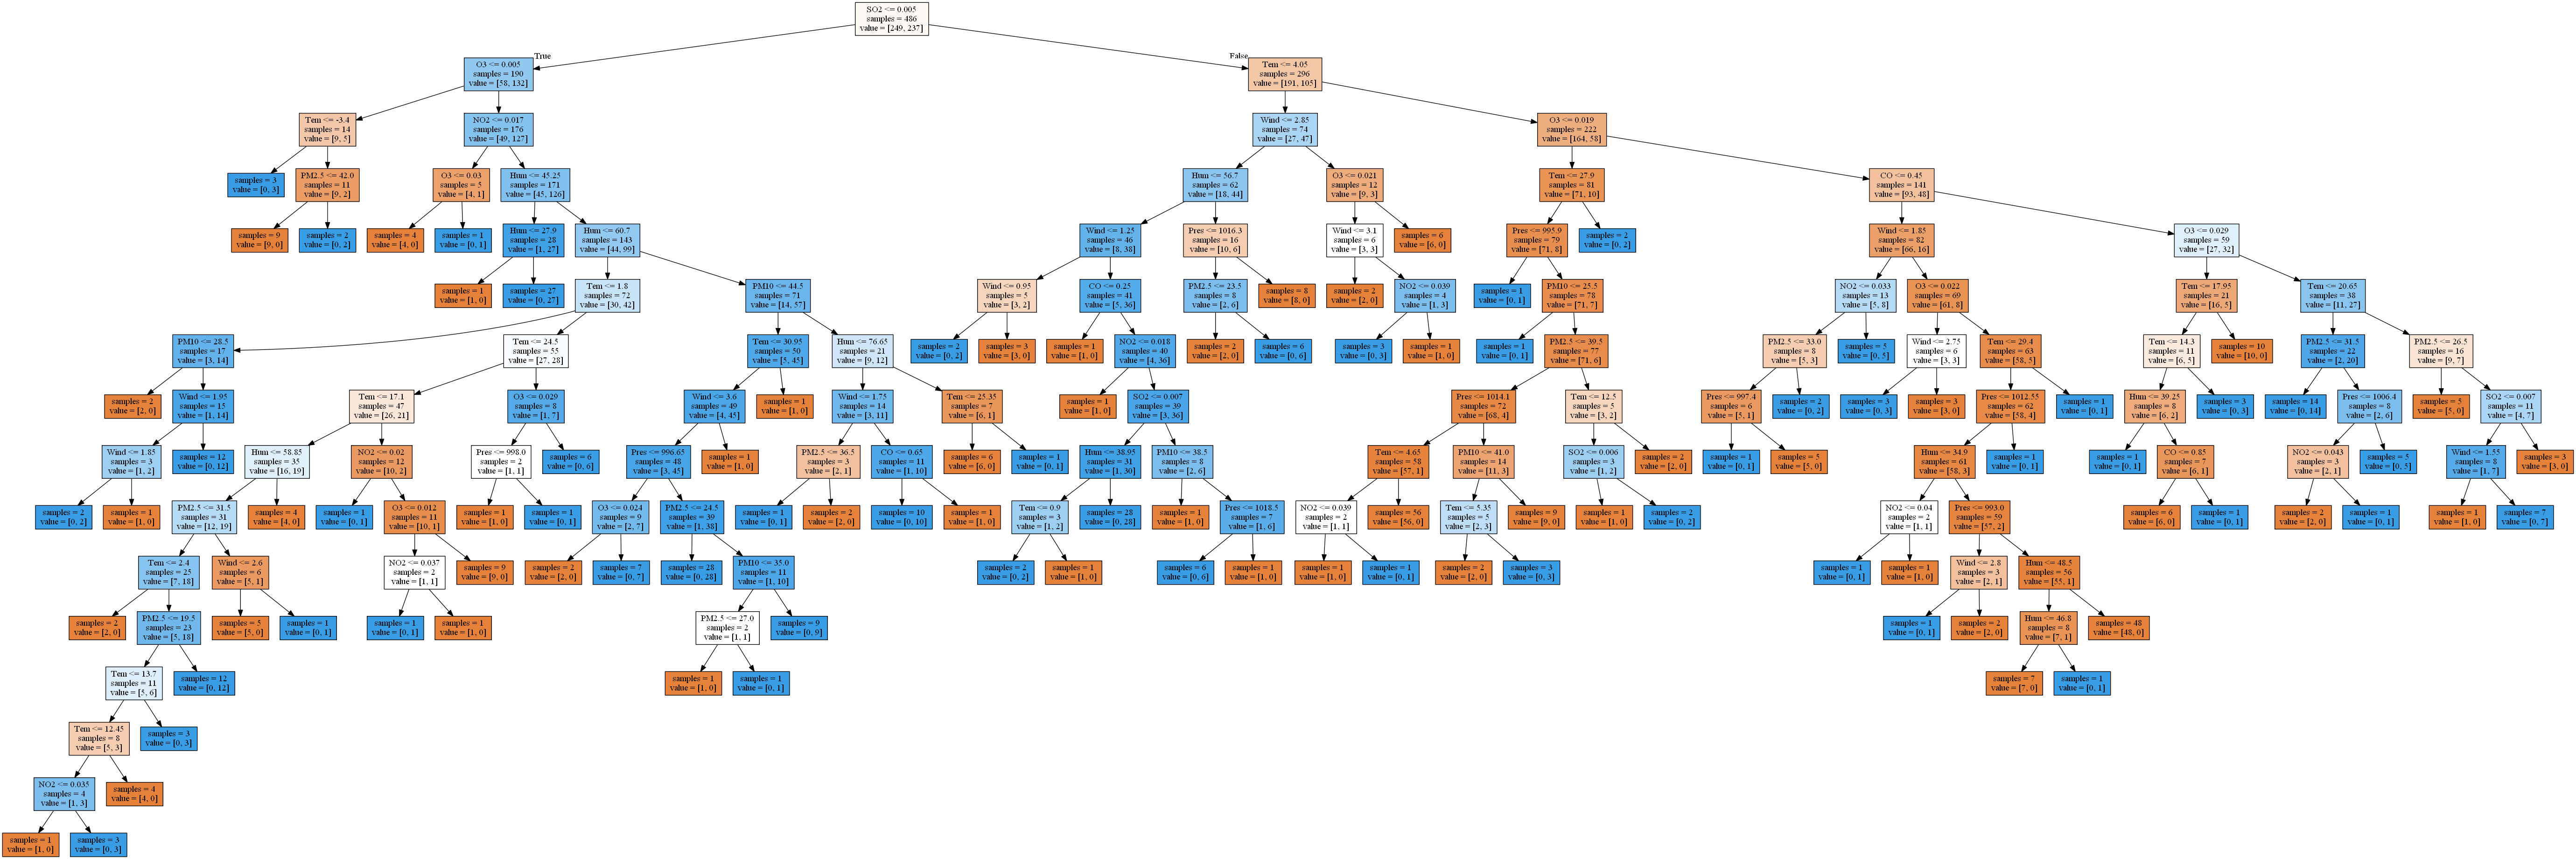 SO2 <= 0.005
samples = 486
value = [249, 237]
True
False
O3 <= 0.005
samples = 190
value = [58, 132]
Tem <= 4.05
samples = 296
value = [191, 105]
Tem <= -3.4
samples = 14
value = [9, 5]
NO2 <= 0.017
samples = 176
value = [49, 127]
Wind <= 2.85
samples = 74
value = [27, 47]
O3 <= 0.019
samples = 222
value = [164, 58]
samples = 3
value = [0, 3]
PM2.5 <= 42.0
samples = 11
value = [9, 2]
O3 <= 0.03
samples = 5
value = [4, 1]
Hum <= 45.25
samples = 171
value = [45, 126]
Hum <= 56.7
samples = 62
value = [18, 44]
O3 <= 0.021
samples = 12
value = [9, 3]
Tem <= 27.9
samples = 81
value = [71, 10]
CO <= 0.45
samples = 141
value = [93, 48]
samples = 9
value = [9, 0]
samples = 2
value = [0, 2]
samples = 4
value = [4, 0]
samples = 1
value = [0, 1]
Hum <= 27.9
samples = 28
value = [1, 27]
Hum <= 60.7
samples = 143
value = [44, 99]
Wind <= 1.25
samples = 46
value = [8, 38]
Pres <= 1016.3
samples = 16
value = [10, 6]
Wind <= 3.1
samples = 6
value = [3, 3]
samples = 6
value = [6, 0]
Pres <= 995.9
samples = 79
value = [71, 8]
samples = 2
value = [0, 2]
Wind <= 1.85
samples = 82
value = [66, 16]
O3 <= 0.029
samples = 59
value = [27, 32]
samples = 1
value = [1, 0]
samples = 27
value = [0, 27]
Tem <= 1.8
samples = 72
value = [30, 42]
PM10 <= 44.5
samples = 71
value = [14, 57]
Wind <= 0.95
samples = 5
value = [3, 2]
CO <= 0.25
samples = 41
value = [5, 36]
PM2.5 <= 23.5
samples = 8
value = [2, 6]
samples = 8
value = [8, 0]
samples = 2
value = [2, 0]
NO2 <= 0.039
samples = 4
value = [1, 3]
samples = 1
value = [0, 1]
PM10 <= 25.5
samples = 78
value = [71, 7]
NO2 <= 0.033
samples = 13
value = [5, 8]
O3 <= 0.022
samples = 69
value = [61, 8]
Tem <= 17.95
samples = 21
value = [16, 5]
Tem <= 20.65
samples = 38
value = [11, 27]
PM10 <= 28.5
samples = 17
value = [3, 14]
Tem <= 24.5
samples = 55
value = [27, 28]
Tem <= 30.95
samples = 50
value = [5, 45]
Hum <= 76.65
samples = 21
value = [9, 12]
samples = 2
value = [0, 2]
samples = 3
value = [3, 0]
samples = 1
value = [1, 0]
NO2 <= 0.018
samples = 40
value = [4, 36]
samples = 2
value = [2, 0]
samples = 6
value = [0, 6]
samples = 3
value = [0, 3]
samples = 1
value = [1, 0]
samples = 1
value = [0, 1]
PM2.5 <= 39.5
samples = 77
value = [71, 6]
PM2.5 <= 33.0
samples = 8
value = [5, 3]
samples = 5
value = [0, 5]
Wind <= 2.75
samples = 6
value = [3, 3]
Tem <= 29.4
samples = 63
value = [58, 5]
Tem <= 14.3
samples = 11
value = [6, 5]
samples = 10
value = [10, 0]
PM2.5 <= 31.5
samples = 22
value = [2, 20]
PM2.5 <= 26.5
samples = 16
value = [9, 7]
samples = 2
value = [2, 0]
Wind <= 1.95
samples = 15
value = [1, 14]
Tem <= 17.1
samples = 47
value = [26, 21]
O3 <= 0.029
samples = 8
value = [1, 7]
Wind <= 3.6
samples = 49
value = [4, 45]
samples = 1
value = [1, 0]
Wind <= 1.75
samples = 14
value = [3, 11]
Tem <= 25.35
samples = 7
value = [6, 1]
samples = 1
value = [1, 0]
SO2 <= 0.007
samples = 39
value = [3, 36]
Pres <= 1014.1
samples = 72
value = [68, 4]
Tem <= 12.5
samples = 5
value = [3, 2]
Pres <= 997.4
samples = 6
value = [5, 1]
samples = 2
value = [0, 2]
samples = 3
value = [0, 3]
samples = 3
value = [3, 0]
Pres <= 1012.55
samples = 62
value = [58, 4]
samples = 1
value = [0, 1]
Hum <= 39.25
samples = 8
value = [6, 2]
samples = 3
value = [0, 3]
samples = 14
value = [0, 14]
Pres <= 1006.4
samples = 8
value = [2, 6]
samples = 5
value = [5, 0]
SO2 <= 0.007
samples = 11
value = [4, 7]
Wind <= 1.85
samples = 3
value = [1, 2]
samples = 12
value = [0, 12]
Hum <= 58.85
samples = 35
value = [16, 19]
NO2 <= 0.02
samples = 12
value = [10, 2]
Pres <= 998.0
samples = 2
value = [1, 1]
samples = 6
value = [0, 6]
Pres <= 996.65
samples = 48
value = [3, 45]
samples = 1
value = [1, 0]
PM2.5 <= 36.5
samples = 3
value = [2, 1]
CO <= 0.65
samples = 11
value = [1, 10]
samples = 6
value = [6, 0]
samples = 1
value = [0, 1]
Hum <= 38.95
samples = 31
value = [1, 30]
PM10 <= 38.5
samples = 8
value = [2, 6]
Tem <= 4.65
samples = 58
value = [57, 1]
PM10 <= 41.0
samples = 14
value = [11, 3]
SO2 <= 0.006
samples = 3
value = [1, 2]
samples = 2
value = [2, 0]
samples = 1
value = [0, 1]
samples = 5
value = [5, 0]
Hum <= 34.9
samples = 61
value = [58, 3]
samples = 1
value = [0, 1]
samples = 1
value = [0, 1]
CO <= 0.85
samples = 7
value = [6, 1]
NO2 <= 0.043
samples = 3
value = [2, 1]
samples = 5
value = [0, 5]
Wind <= 1.55
samples = 8
value = [1, 7]
samples = 3
value = [3, 0]
samples = 2
value = [0, 2]
samples = 1
value = [1, 0]
PM2.5 <= 31.5
samples = 31
value = [12, 19]
samples = 4
value = [4, 0]
samples = 1
value = [0, 1]
O3 <= 0.012
samples = 11
value = [10, 1]
samples = 1
value = [1, 0]
samples = 1
value = [0, 1]
O3 <= 0.024
samples = 9
value = [2, 7]
PM2.5 <= 24.5
samples = 39
value = [1, 38]
samples = 1
value = [0, 1]
samples = 2
value = [2, 0]
samples = 10
value = [0, 10]
samples = 1
value = [1, 0]
Tem <= 0.9
samples = 3
value = [1, 2]
samples = 28
value = [0, 28]
samples = 1
value = [1, 0]
Pres <= 1018.5
samples = 7
value = [1, 6]
NO2 <= 0.039
samples = 2
value = [1, 1]
samples = 56
value = [56, 0]
Tem <= 5.35
samples = 5
value = [2, 3]
samples = 9
value = [9, 0]
samples = 1
value = [1, 0]
samples = 2
value = [0, 2]
NO2 <= 0.04
samples = 2
value = [1, 1]
Pres <= 993.0
samples = 59
value = [57, 2]
samples = 6
value = [6, 0]
samples = 1
value = [0, 1]
samples = 2
value = [2, 0]
samples = 1
value = [0, 1]
samples = 1
value = [1, 0]
samples = 7
value = [0, 7]
Tem <= 2.4
samples = 25
value = [7, 18]
Wind <= 2.6
samples = 6
value = [5, 1]
NO2 <= 0.037
samples = 2
value = [1, 1]
samples = 9
value = [9, 0]
samples = 2
value = [2, 0]
samples = 7
value = [0, 7]
samples = 28
value = [0, 28]
PM10 <= 35.0
samples = 11
value = [1, 10]
samples = 2
value = [0, 2]
samples = 1
value = [1, 0]
samples = 6
value = [0, 6]
samples = 1
value = [1, 0]
samples = 1
value = [1, 0]
samples = 1
value = [0, 1]
samples = 2
value = [2, 0]
samples = 3
value = [0, 3]
samples = 1
value = [0, 1]
samples = 1
value = [1, 0]
Wind <= 2.8
samples = 3
value = [2, 1]
Hum <= 48.5
samples = 56
value = [55, 1]
samples = 2
value = [2, 0]
PM2.5 <= 19.5
samples = 23
value = [5, 18]
samples = 5
value = [5, 0]
samples = 1
value = [0, 1]
samples = 1
value = [0, 1]
samples = 1
value = [1, 0]
PM2.5 <= 27.0
samples = 2
value = [1, 1]
samples = 9
value = [0, 9]
samples = 1
value = [0, 1]
samples = 2
value = [2, 0]
Hum <= 46.8
samples = 8
value = [7, 1]
samples = 48
value = [48, 0]
Tem <= 13.7
samples = 11
value = [5, 6]
samples = 12
value = [0, 12]
samples = 1
value = [1, 0]
samples = 1
value = [0, 1]
samples = 7
value = [7, 0]
samples = 1
value = [0, 1]
Tem <= 12.45
samples = 8
value = [5, 3]
samples = 3
value = [0, 3]
NO2 <= 0.035
samples = 4
value = [1, 3]
samples = 4
value = [4, 0]
samples = 1
value = [1, 0]
samples = 3
value = [0, 3]